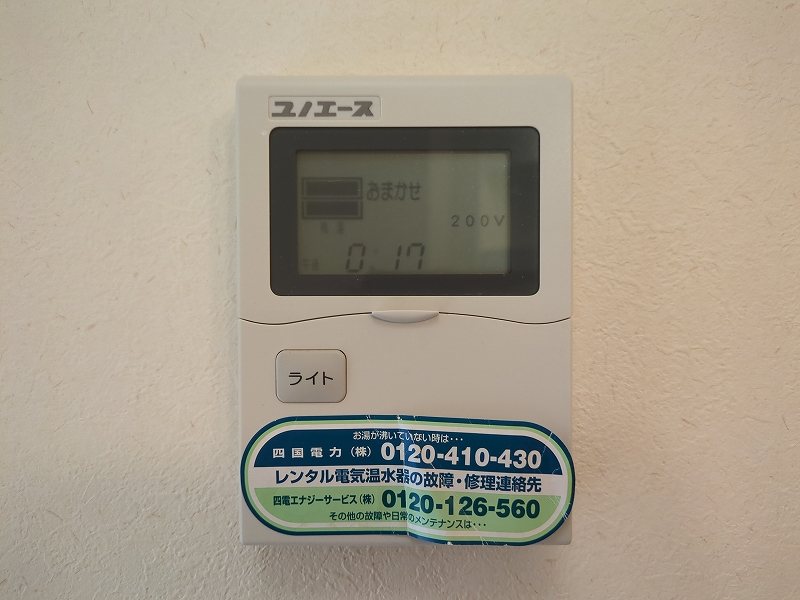 ユノエース
おまかせ
200V
残湯
午後 0:17
ライト
お湯が沸いていない時は・・・
四国電力(株) 0120-410-430
レンタル電気温水器の故障・修理連絡先
四電エナジーサービス(株) 0120-126-560
その他の故障や日常のメンテナンスは・・・